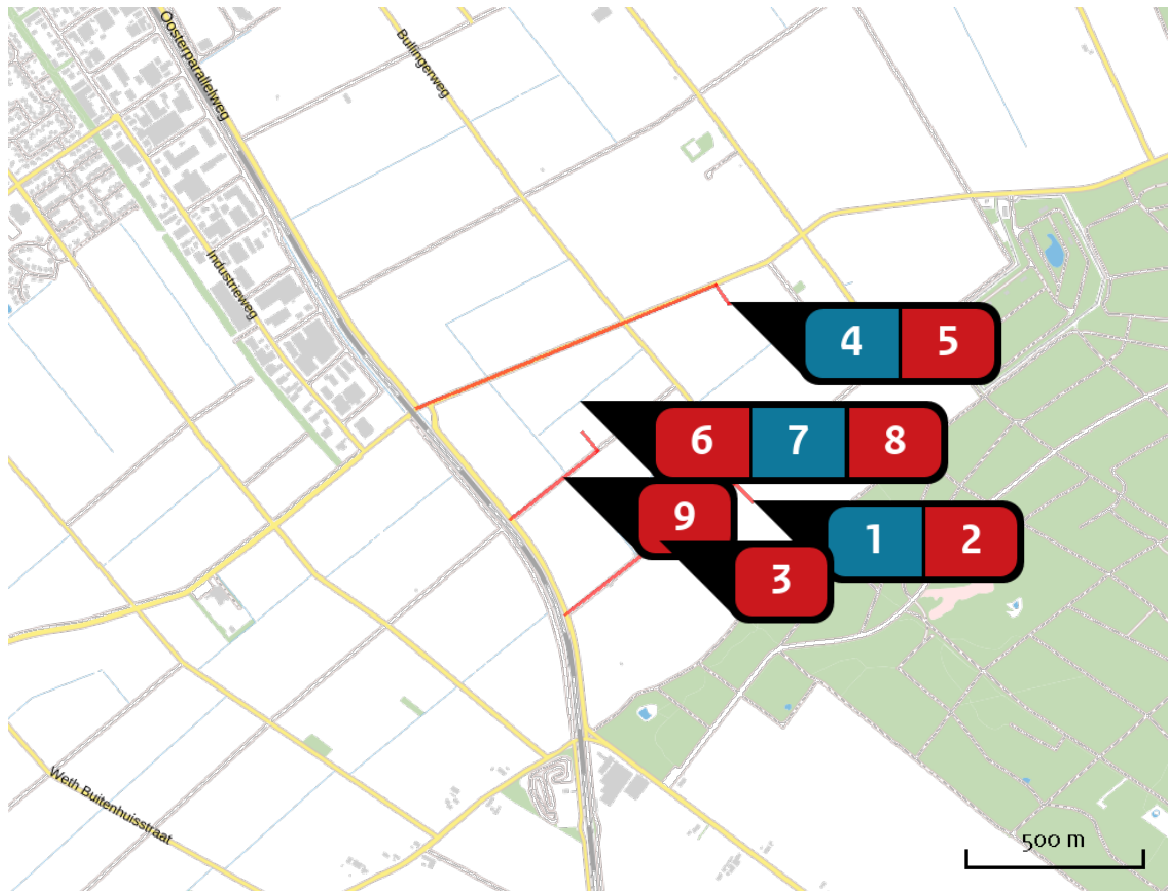 Oosterparallelweg
Bullingerweg
Industrieweg
4 5
6 7 8
9
1 2
3
Weth Buitenhuisstraat
500 m